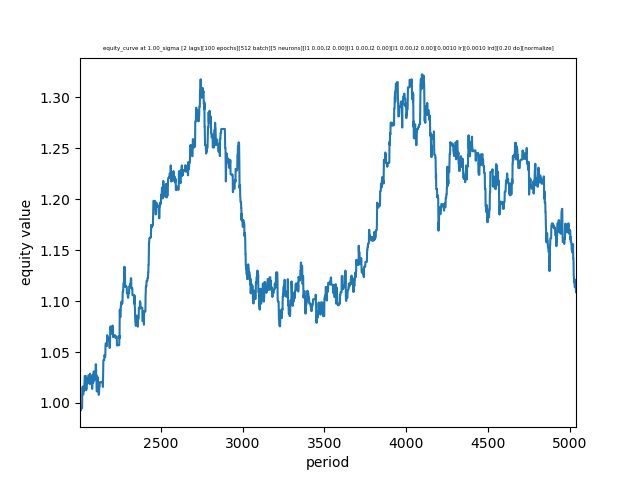 equity_curve at 1.00_sigma [2 lags][100 epochs][512 batch][5 neurons][l1 0.00,l2 0.00][l1 0.00,l2 0.00][l1 0.00,l2 0.00][0.0010 lr][0.0010 lrd][0.20 do][normalize]
1.30
1.25
1.20
1.15
1.10
1.05
1.00
equity value
2500 3000 3500 4000 4500 5000
period